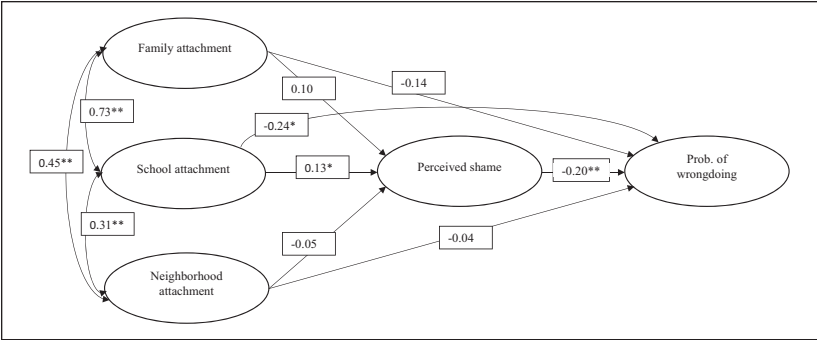 Family attachment
-0.14
0.10
0.73**
-0.24*
0.45**
School attachment
0.13*
Perceived shame
-0.20**
Prob. of
wrongdoing
0.31**
-0.05
-0.04
Neighborhood
attachment